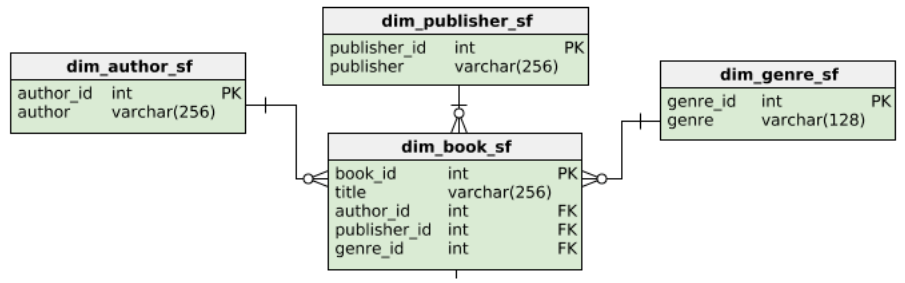 dim_publisher_sf
publisher_id int PK
publisher varchar(256)
dim_author_sf
author_id int PK
author varchar(256)
dim_genre_sf
genre_id int PK
genre varchar(128)
dim_book_sf
book_id int PK
title varchar(256)
author_id int FK
publisher_id int FK
genre_id int FK